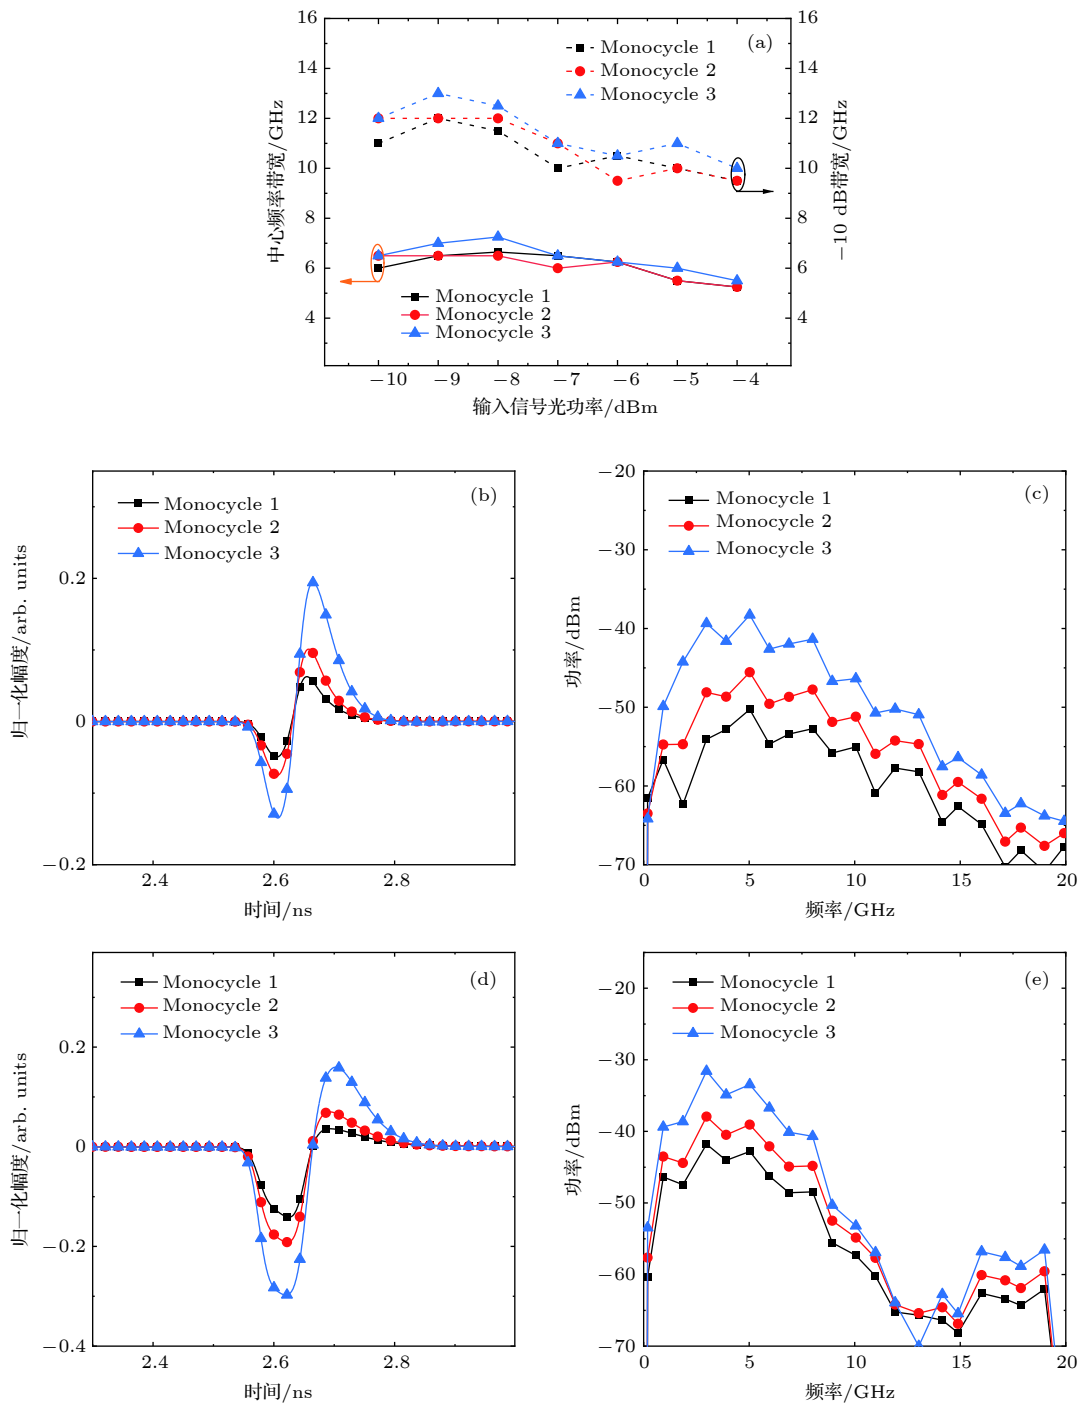 (a)
Monocycle 1
Monocycle 2
Monocycle 3
16
14
12
10
8
6
4
中心频率带宽/GHz
16
14
12
10
8
6
4
−10 dB带宽/GHz
Monocycle 1
Monocycle 2
Monocycle 3
−10 −9 −8 −7 −6 −5 −4
输入信号光功率/dBm
(b)
Monocycle 1
Monocycle 2
Monocycle 3
0.2
0
−0.2
归一化幅度/arb. units
2.4 2.6 2.8
时间/ns
(c)
Monocycle 1
Monocycle 2
Monocycle 3
−20
−30
−40
−50
−60
−70
功率/dBm
0 5 10 15 20
频率/GHz
(d)
Monocycle 1
Monocycle 2
Monocycle 3
0.2
0
−0.2
−0.4
归一化幅度/arb. units
2.4 2.6 2.8
时间/ns
(e)
Monocycle 1
Monocycle 2
Monocycle 3
−20
−30
−40
−50
−60
−70
功率/dBm
0 5 10 15 20
频率/GHz